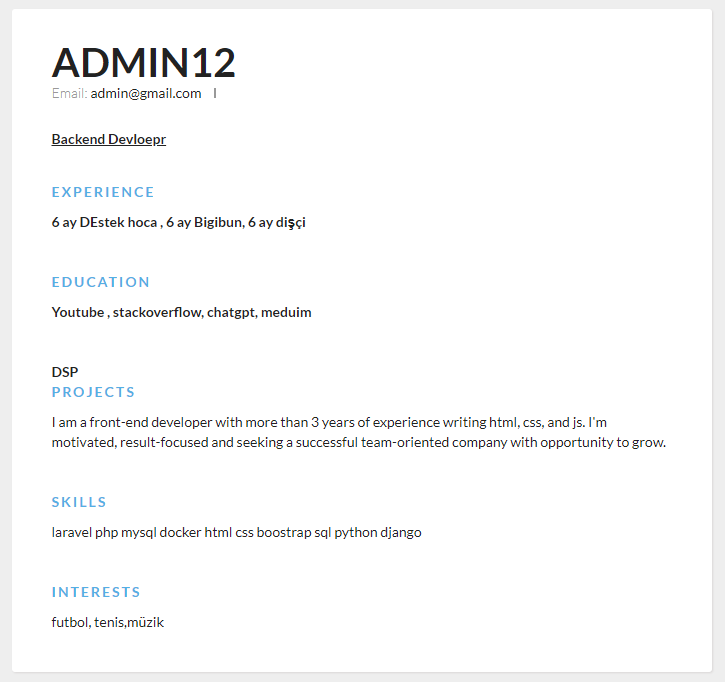 ADMIN12
Email: admin@gmail.com |
Backend Devloepr
EXPERIENCE
6 ay DEstek hoca , 6 ay Bigibun, 6 ay dişçi
EDUCATION
Youtube , stackoverflow, chatgpt, meduim
DSP
PROJECTS
I am a front-end developer with more than 3 years of experience writing html, css, and js. I'm
motivated, result-focused and seeking a successful team-oriented company with opportunity to grow.
SKILLS
laravel php mysql docker html css boostrap sql python django
INTERESTS
futbol, tenis,müzik